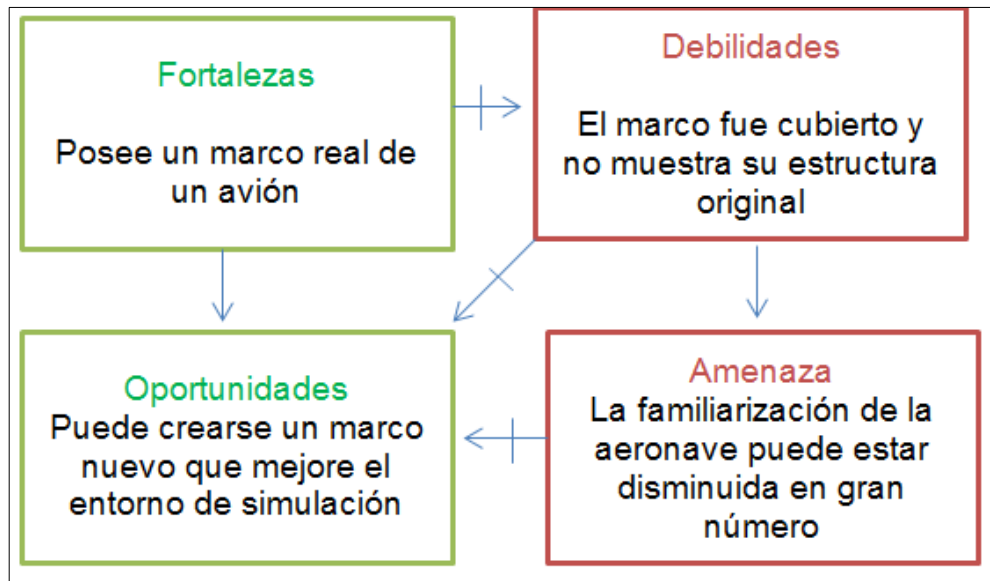 Fortalezas
Posee un marco real de
un avión
Debilidades
El marco fue cubierto y
no muestra su estructura
original
Oportunidades
Puede crearse un marco
nuevo que mejore el
entorno de simulación
Amenaza
La familiarización de la
aeronave puede estar
disminuida en gran
número